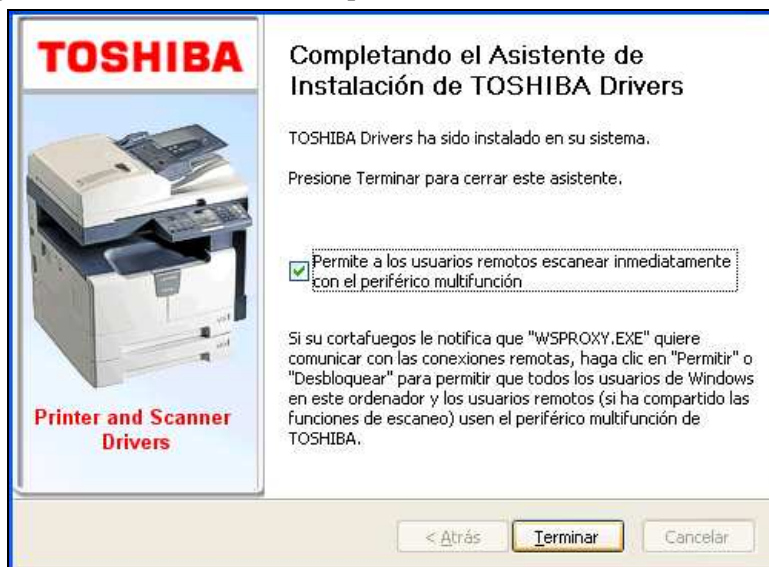 TOSHIBA
Printer and Scanner
Drivers
Completando el Asistente de
Instalación de TOSHIBA Drivers
TOSHIBA Drivers ha sido instalado en su sistema.
Presione Terminar para cerrar este asistente.
Permite a los usuarios remotos escanear inmediatamente
con el periférico multifunción
Si su cortafuegos le notifica que "WSPROXY.EXE" quiere
comunicar con las conexiones remotas, haga clic en "Permitir" o
"Desbloquear" para permitir que todos los usuarios de Windows
en este ordenador y los usuarios remotos (si ha compartido las
funciones de escaneo) usen el periférico multifunción de
TOSHIBA.
< Atrás Terminar Cancelar